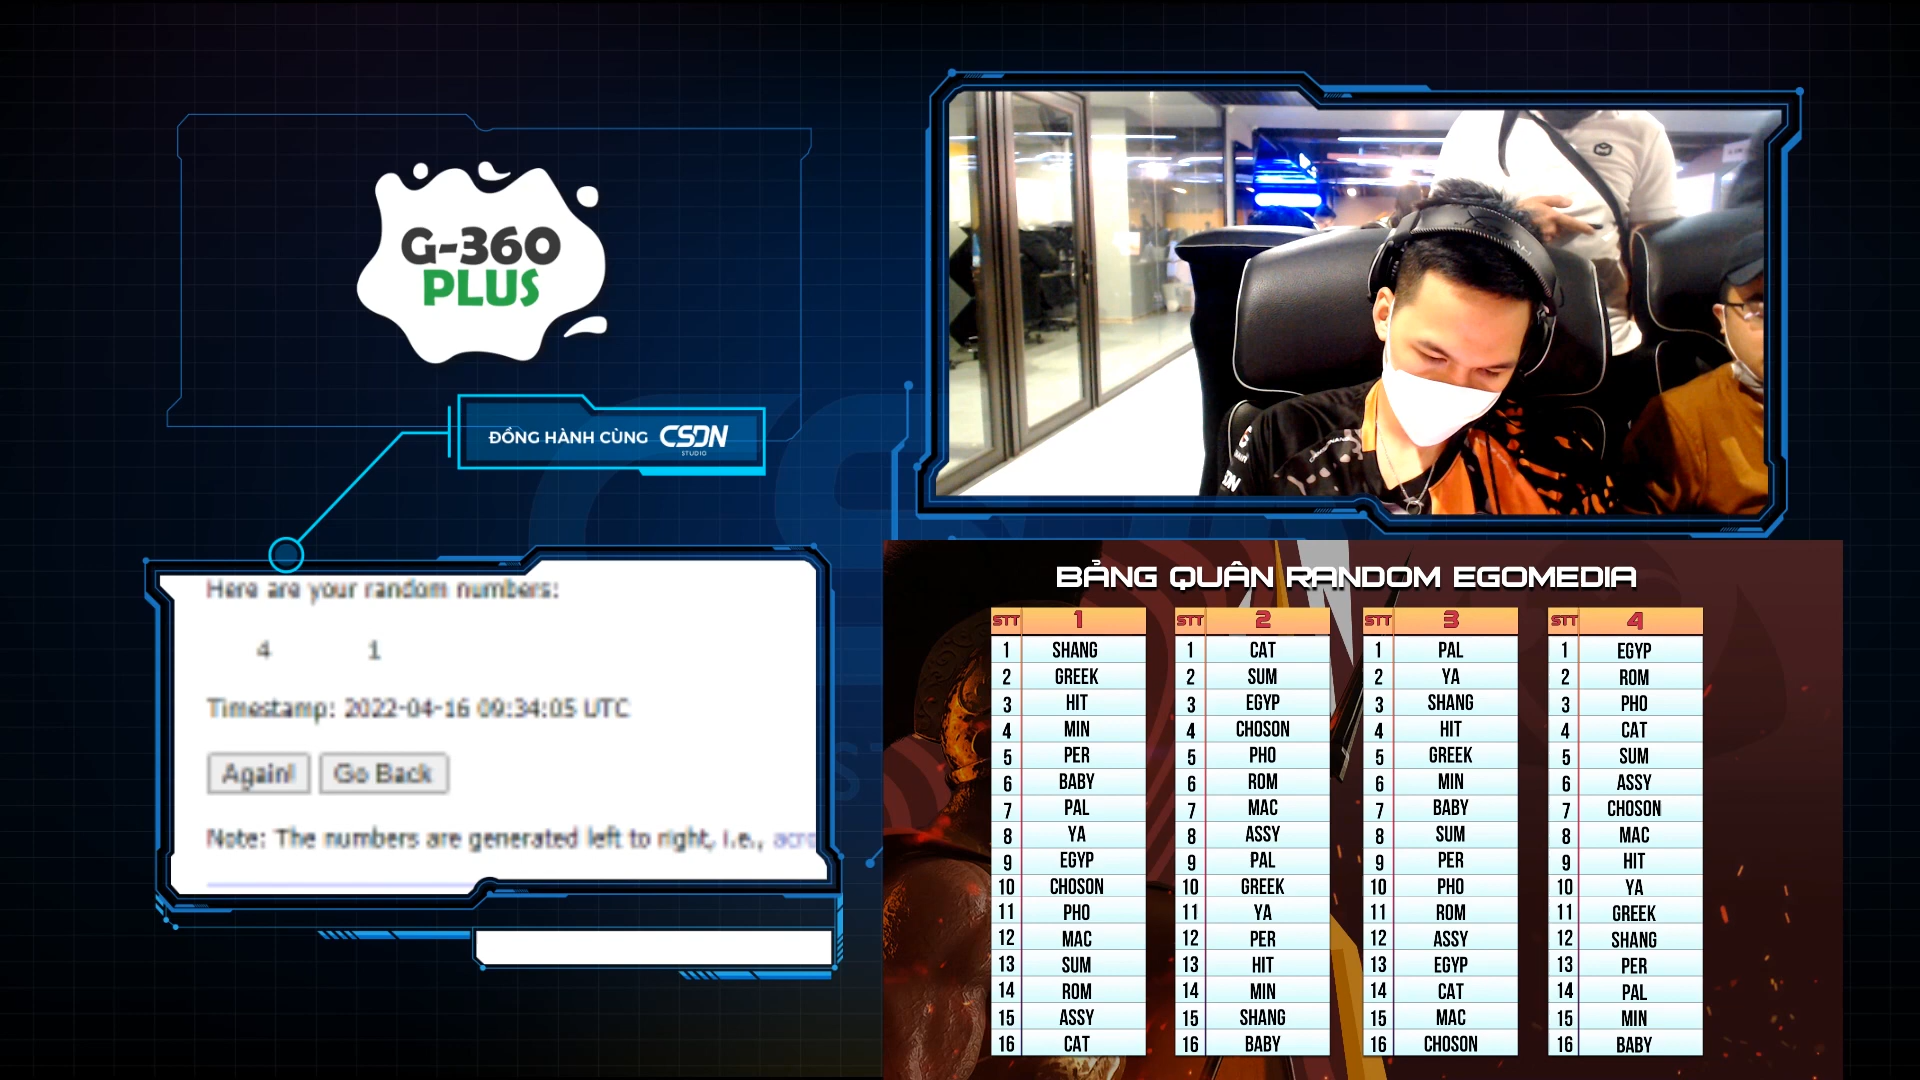 G-360
PLUS
ĐỒNG HÀNH CÙNG CSDN
STUDIO
Here are your random numbers:
4 1
Timestamp: 2022-04-16 09:34:05 UTC
Again! Go Back
Note: The numbers are generated left to right, i.e., acro
BẢNG QUÂN RANDOM EGOMEDIA
STT 1 STT 2 STT 3 STT 4
1 SHANG 1 CAT 1 PAL 1 EGYP
2 GREEK 2 SUM 2 YA 2 ROM
3 HIT 3 EGYP 3 SHANG 3 PHO
4 MIN 4 CHOSON 4 HIT 4 CAT
5 PER 5 PHO 5 GREEK 5 SUM
6 BABY 6 ROM 6 MIN 6 ASSY
7 PAL 7 MAC 7 BABY 7 CHOSON
8 YA 8 ASSY 8 SUM 8 MAC
9 EGYP 9 PAL 9 PER 9 HIT
10 CHOSON 10 GREEK 10 PHO 10 YA
11 PHO 11 YA 11 ROM 11 GREEK
12 MAC 12 PER 12 ASSY 12 SHANG
13 SUM 13 HIT 13 EGYP 13 PER
14 ROM 14 MIN 14 CAT 14 PAL
15 ASSY 15 SHANG 15 MAC 15 MIN
16 CAT 16 BABY 16 CHOSON 16 BABY